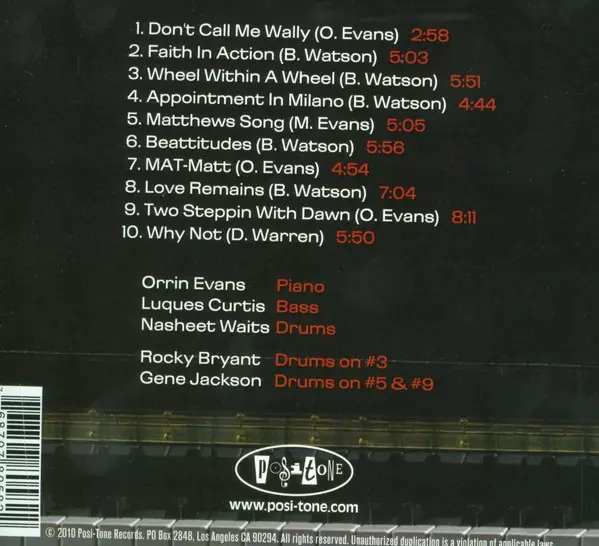 1. Don't Call Me Wally (O. Evans) 2:58
2. Faith In Action (B. Watson) 5:03
3. Wheel Within A Wheel (B. Watson) 5:51
4. Appointment In Milano (B. Watson) 4:44
5. Matthews Song (M. Evans) 5:05
6. Beattitudes (B. Watson) 5:56
7. MAT-Matt (O. Evans) 4:54
8. Love Remains (B. Watson) 7:04
9. Two Steppin With Dawn (O. Evans) 8:11
10. Why Not (D. Warren) 5:50
Orrin Evans Piano
Luques Curtis Bass
Nasheet Waits Drums
Rocky Bryant Drums on #3
Gene Jackson Drums on #5 & #9
POSITONE
www.posi-tone.com
© 2010 Posi-Tone Records. PO Box 2848, Los Angeles CA 90294. All rights reserved. Unauthorized duplication is a violation of applicable laws.